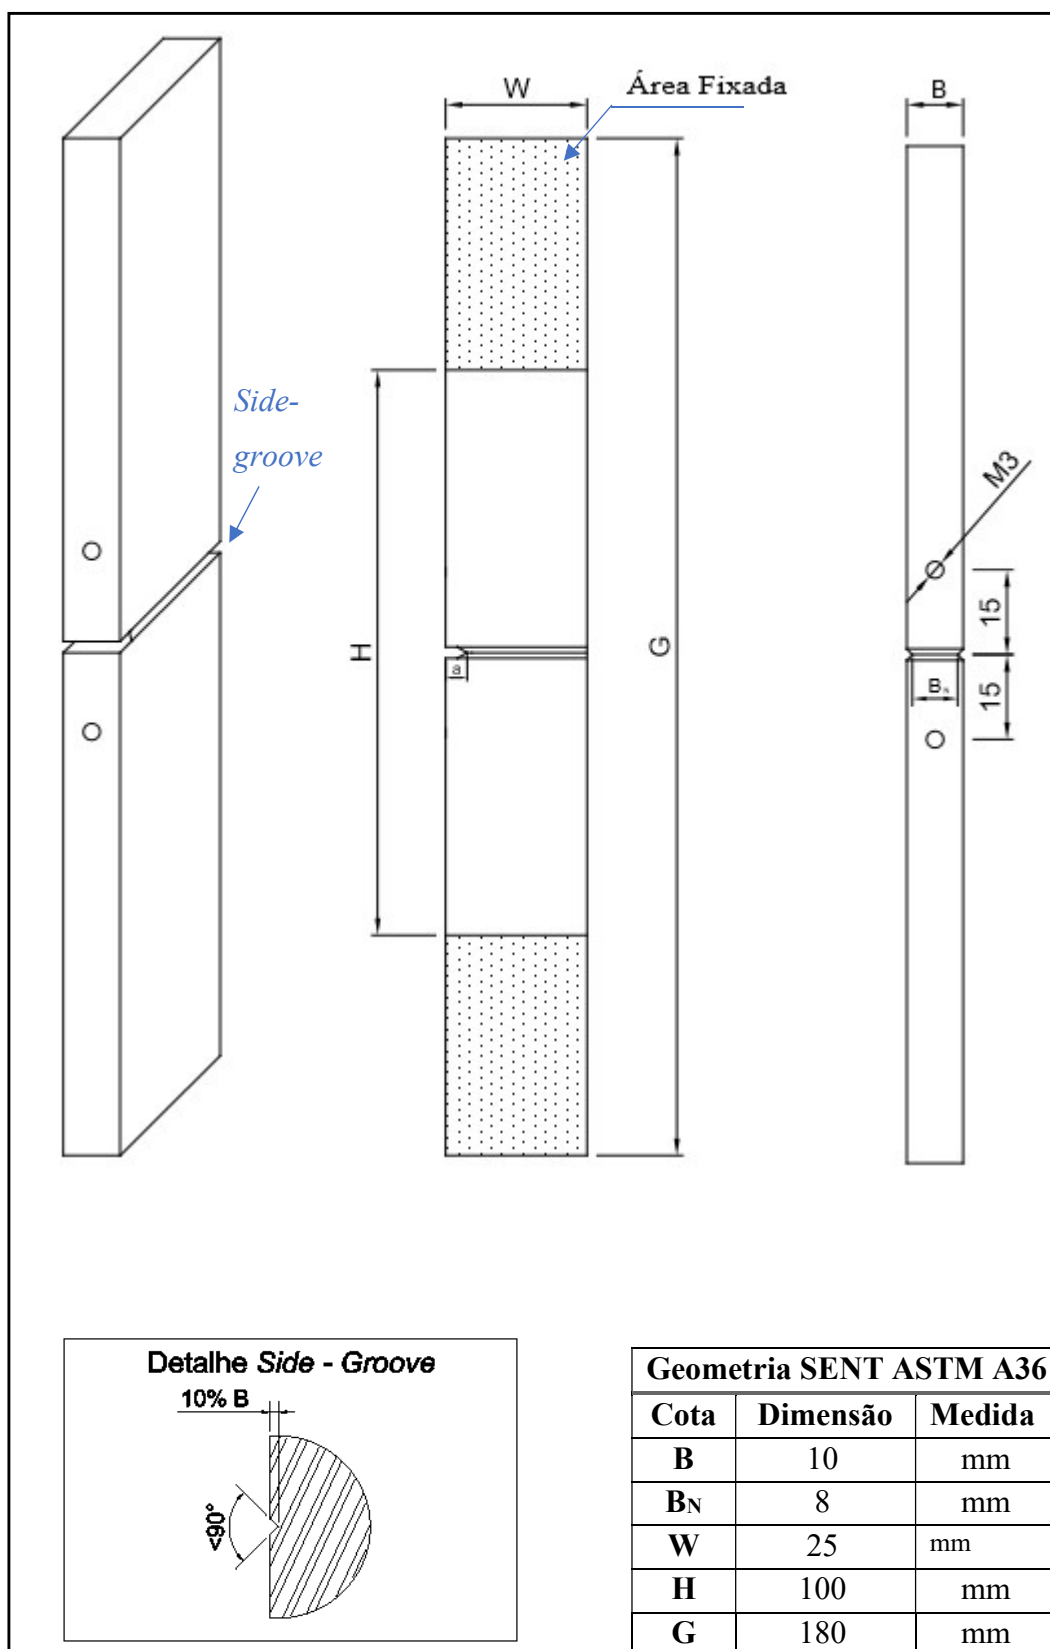 W
Área Fixada
B
Side-
groove
M3
15
H
G
a
BN
15
Detalhe Side - Groove
10% B
<90°
Geometria SENT ASTM A36
Cota Dimensão Medida
B 10 mm
BN 8 mm
W 25 mm
H 100 mm
G 180 mm